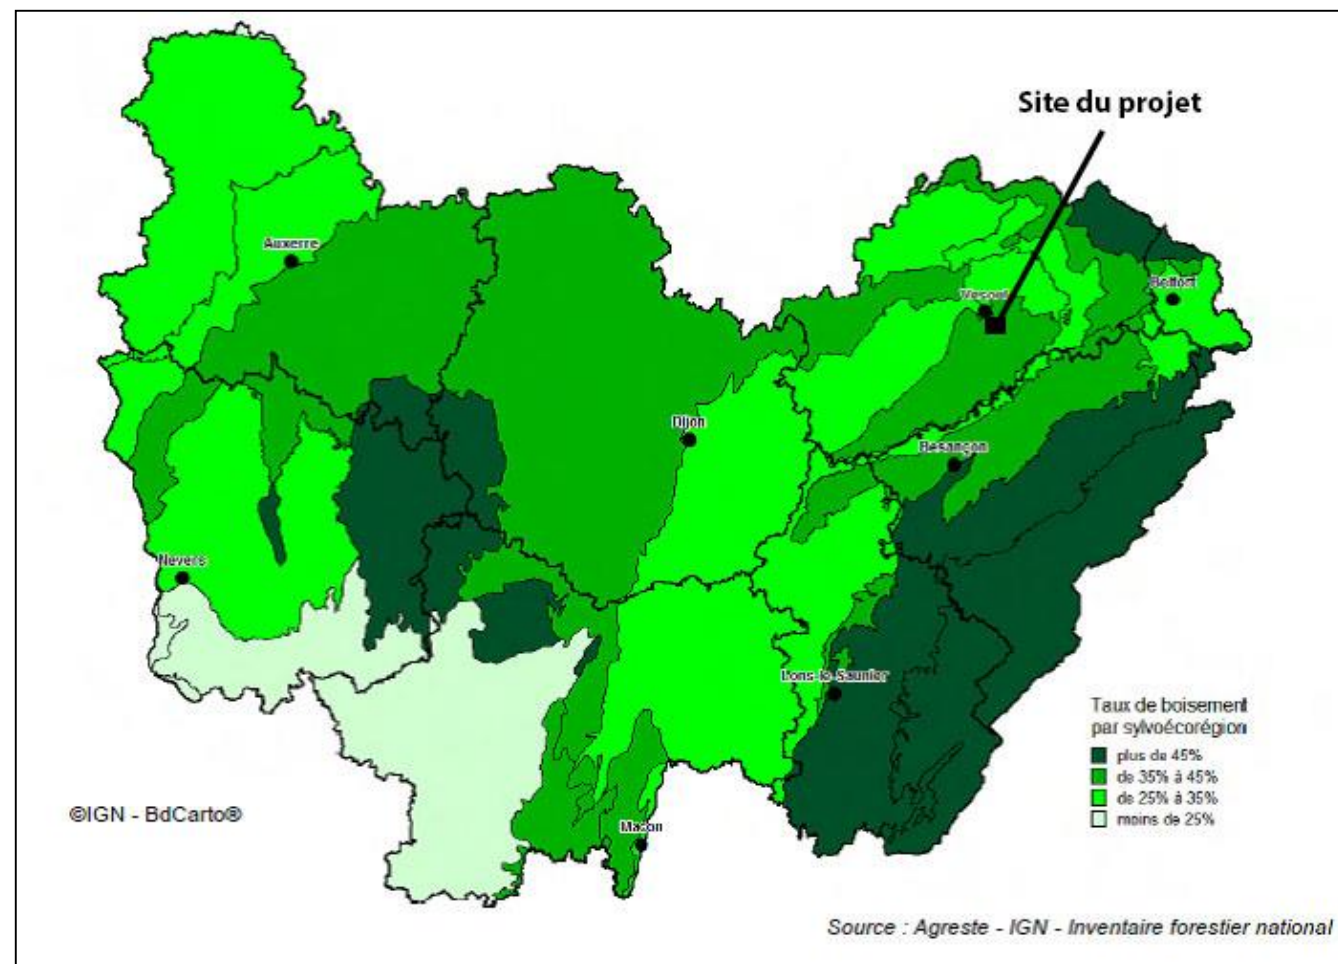 Site du projet
Auxerre
Vesoul
Belfort
Dijon
Besançon
Nevers
Lons-le-Saunier
Macon
Taux de boisement
par sylvoécorégion
plus de 45%
de 35% à 45%
de 25% à 35%
moins de 25%
©IGN - BdCarto®
Source : Agreste - IGN - Inventaire forestier national